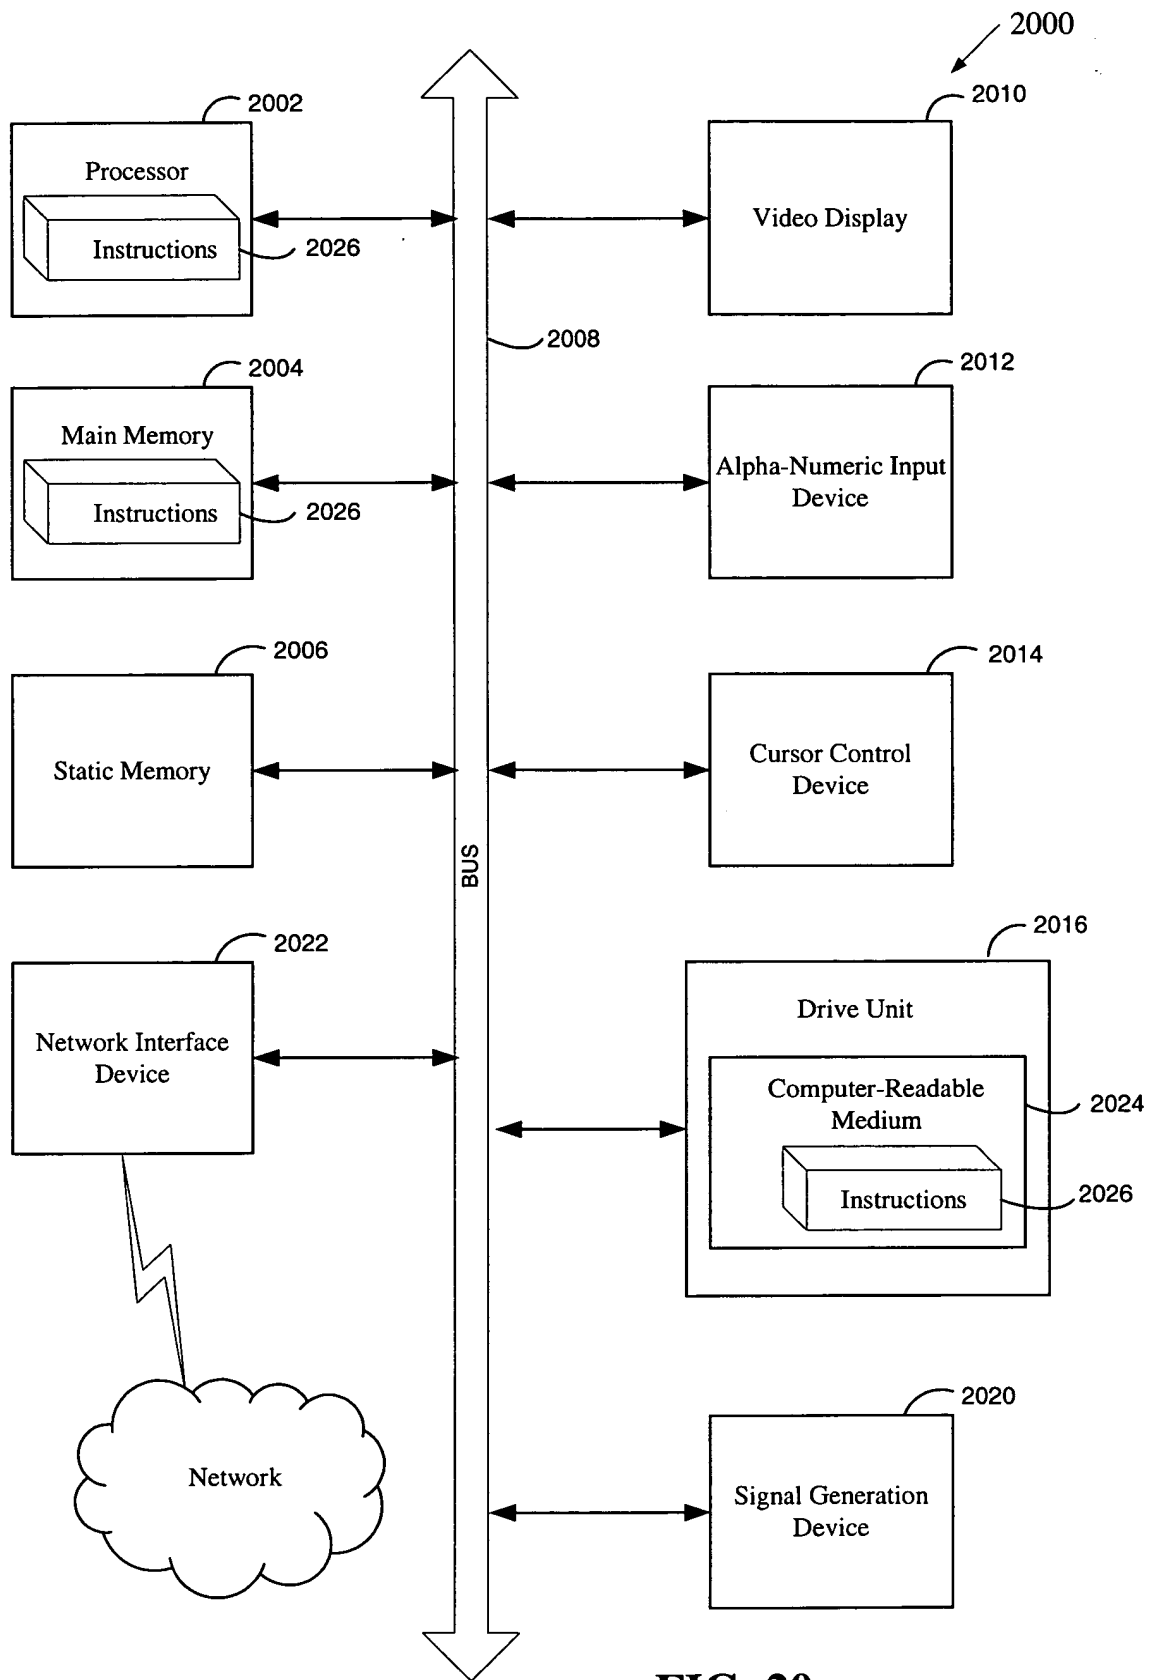 2000
2002
Processor
Instructions
2026
2010
Video Display
2008
2004
Main Memory
Instructions
2026
2012
Alpha-Numeric Input
Device
2006
Static Memory
2014
Cursor Control
Device
BUS
2022
Network Interface
Device
2016
Drive Unit
Computer-Readable
Medium
2024
Instructions
2026
Network
2020
Signal Generation
Device
FIG. 20